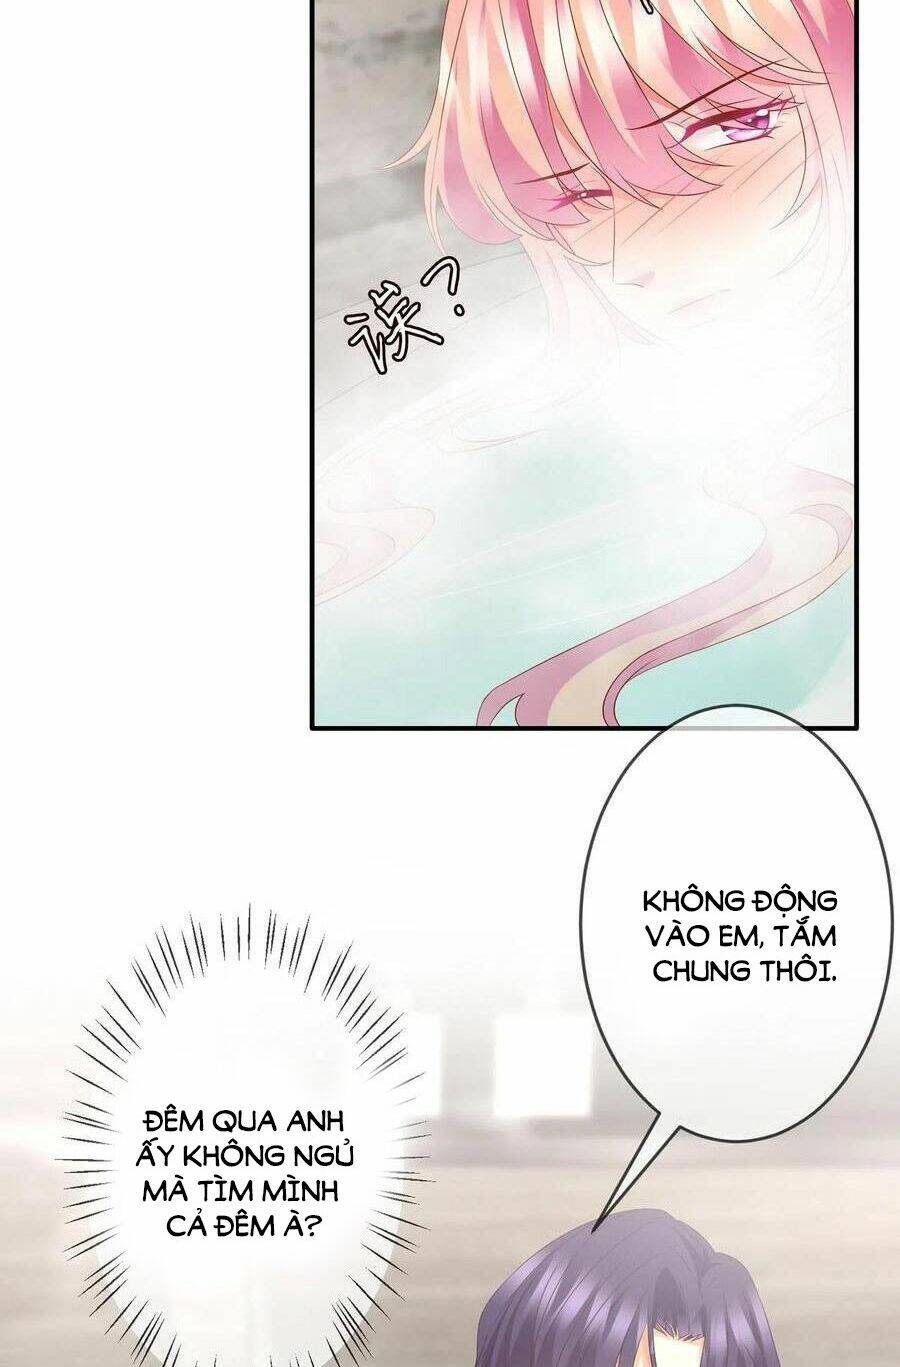 诶?
KHÔNG ĐỘNG
VÀO EM, TẮM
CHUNG THÔI.
ĐÊM QUA ANH
ẤY KHÔNG NGỦ
MÀ TÌM MÌNH
CẢ ĐÊM À?